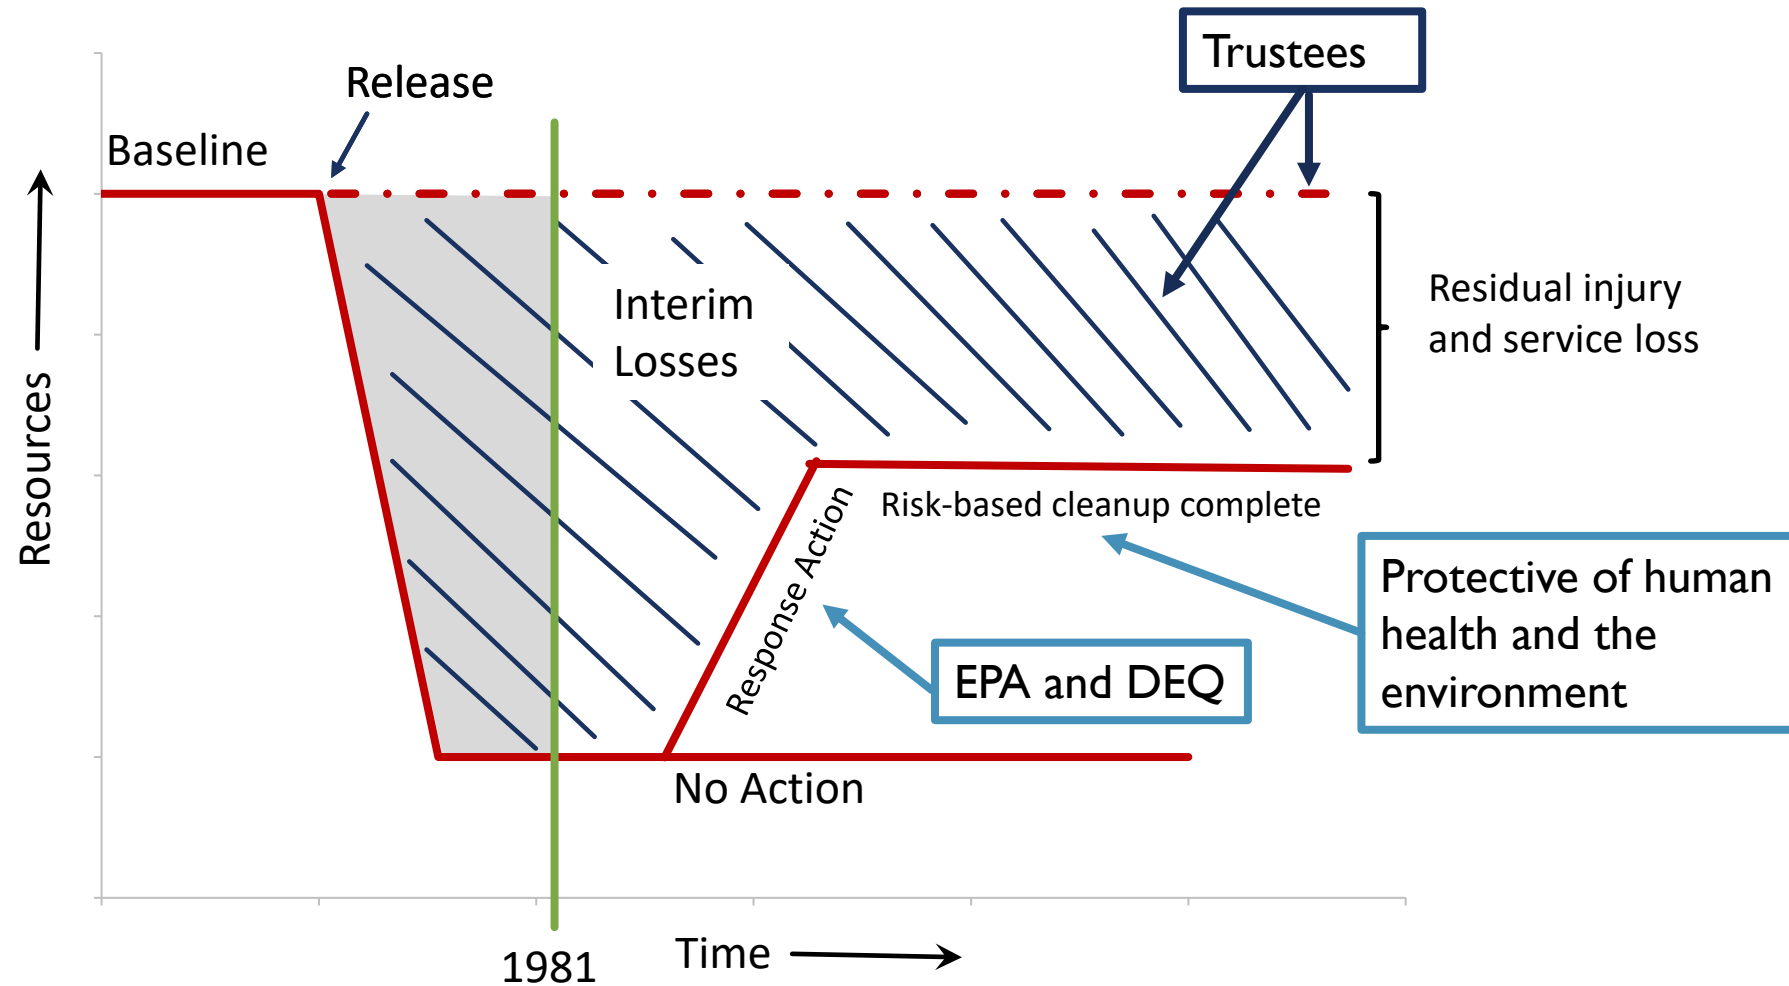 Trustees
Release
Baseline
Interim
Losses
Residual injury
and service loss
Resources
Response Action
Risk-based cleanup complete
Protective of human
health and the
environment
EPA and DEQ
No Action
1981
Time